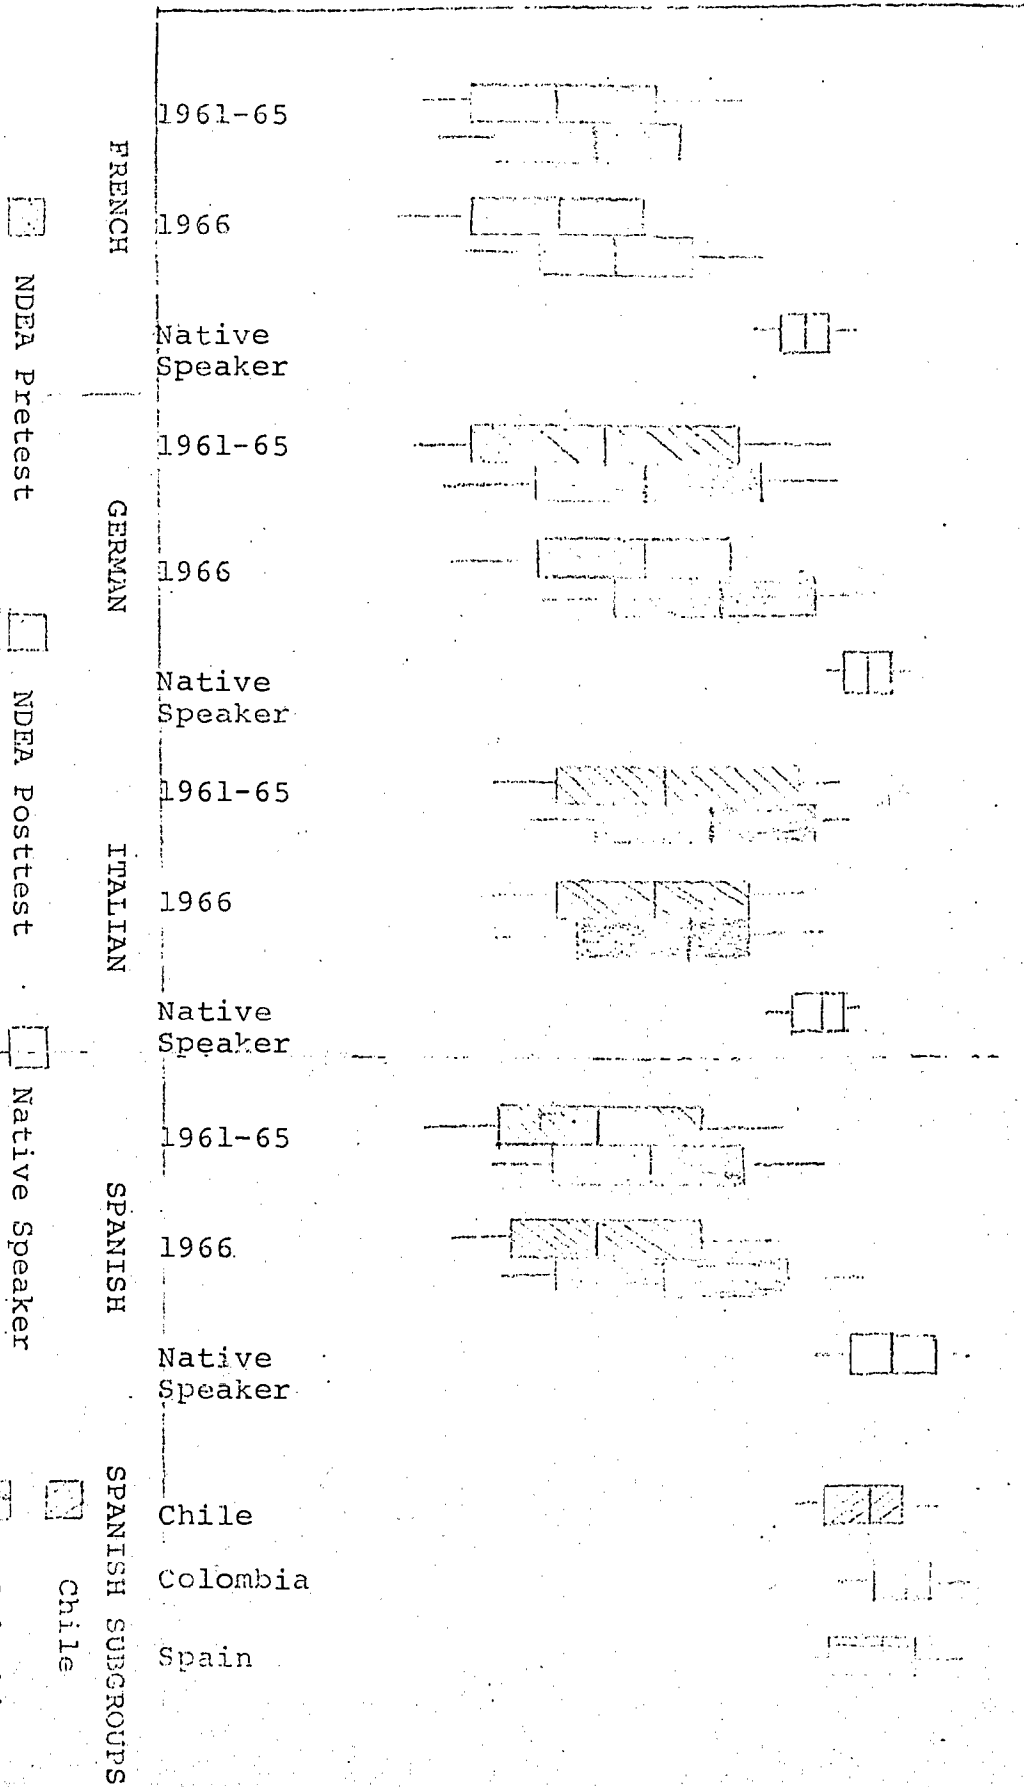 FRENCH
1961-65
1966
Native
Speaker
GERMAN
1961-65
1966
Native
Speaker
ITALIAN
1961-65
1966
Native
Speaker
SPANISH
1961-65
1966
Native
Speaker
SPANISH SUBGROUPS
Chile
Colombia
Spain
NDEA Pretest
NDEA Posttest
Native Speaker
Chile